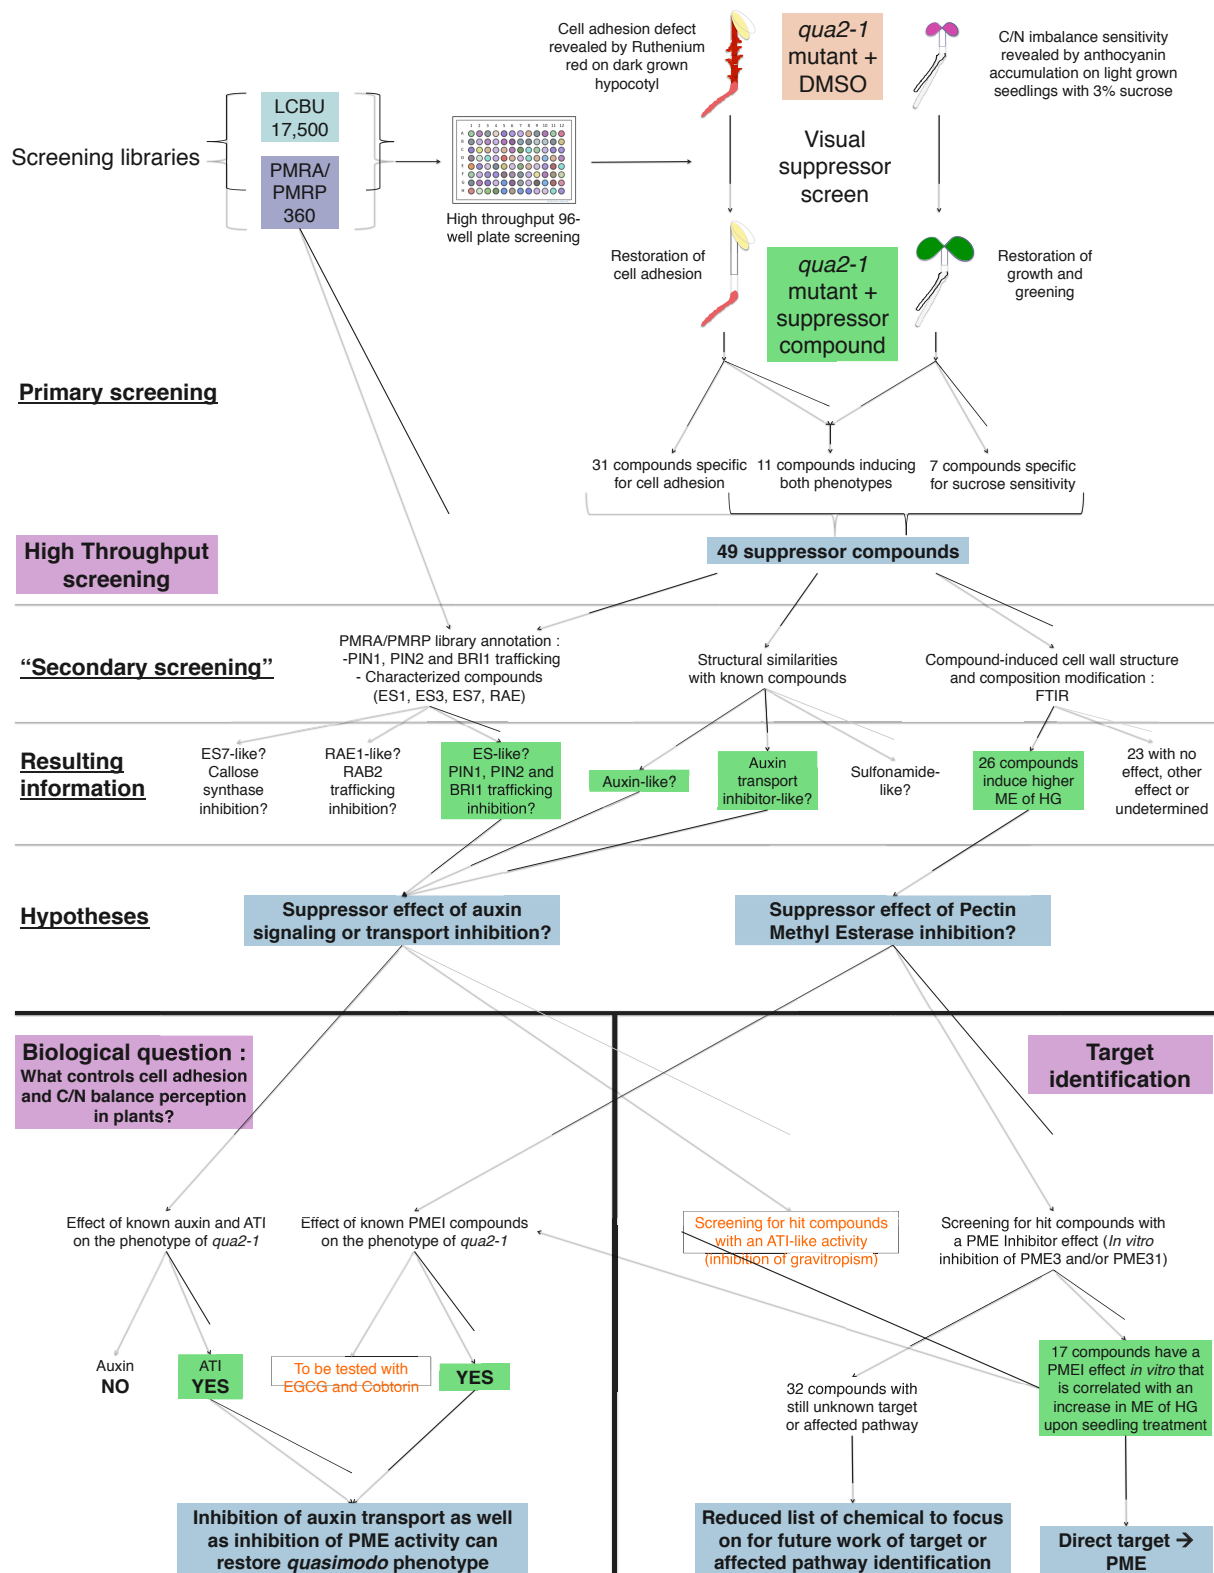 Cell adhesion defect
revealed by Ruthenium
red on dark grown
hypocotyl
qua2-1
mutant +
DMSO
C/N imbalance sensitivity
revealed by anthocyanin
accumulation on light grown
seedlings with 3% sucrose
Screening libraries
LCBU
17,500
PMRA/
PMRP
360
1 2 3 4 5 6 7 8 9 10 11 12
A
B
C
D
E
F
G
H
High throughput 96-
well plate screening
Visual
suppressor
screen
Restoration of
cell adhesion
qua2-1
mutant +
suppressor
compound
Restoration of
growth and
greening
Primary screening
31 compounds specific
for cell adhesion
11 compounds inducing
both phenotypes
7 compounds specific
for sucrose sensitivity
High Throughput
screening
49 suppressor compounds
"Secondary screening"
PMRA/PMRP library annotation :
-PIN1, PIN2 and BRI1 trafficking
- Characterized compounds
(ES1, ES3, ES7, RAE)
Structural similarities
with known compounds
Compound-induced cell wall structure
and composition modification :
FTIR
Resulting
information
ES7-like?
Callose
synthase
inhibition?
RAE1-like?
RAB2
trafficking
inhibition?
ES-like?
PIN1, PIN2 and
BRI1 trafficking
inhibition?
Auxin-like?
Auxin
transport
inhibitor-like?
Sulfonamide-
like?
26 compounds
induce higher
ME of HG
23 with no
effect, other
effect or
undetermined
Hypotheses
Suppressor effect of auxin
signaling or transport inhibition?
Suppressor effect of Pectin
Methyl Esterase inhibition?
Biological question :
What controls cell adhesion
and C/N balance perception
in plants?
Target
identification
Effect of known auxin and ATI
on the phenotype of qua2-1
Effect of known PMEI compounds
on the phenotype of qua2-1
Screening for hit compounds
with an ATI-like activity
(inhibition of gravitropism)
Screening for hit compounds with
a PME Inhibitor effect (In vitro
inhibition of PME3 and/or PME31)
Auxin
NO
ATI
YES
To be tested with
EGCG and Cobtorin
YES
32 compounds with
still unknown target
or affected pathway
17 compounds have a
PMEI effect in vitro that
is correlated with an
increase in ME of HG
upon seedling treatment
Inhibition of auxin transport as well
as inhibition of PME activity can
restore quasimodo phenotype
Reduced list of chemical to focus
on for future work of target or
affected pathway identification
Direct target →
PME